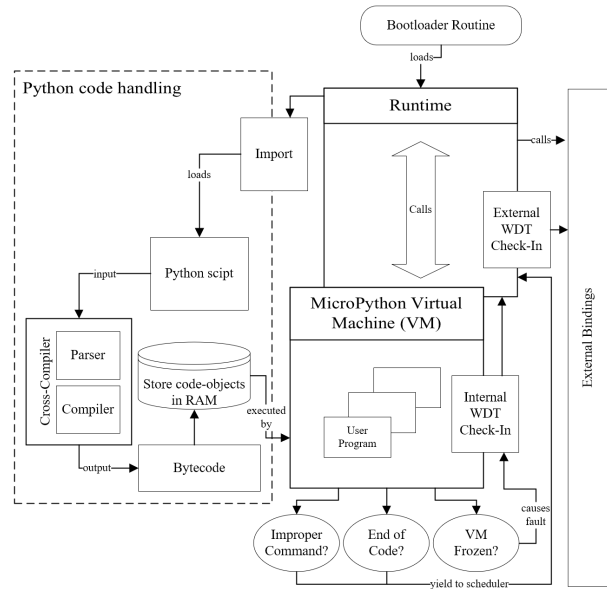 Bootloader Routine
loads
Python code handling
Runtime
Import
calls
loads
Calls
External
WDT
Check-In
Python scipt
input
MicroPython Virtual
Machine (VM)
External Bindings
Cross-Compiler
Parser
Compiler
Store code-objects
in RAM
executed
by
User
Program
Internal
WDT
Check-In
output
Bytecode
causes
fault
Improper
Command?
End of
Code?
VM
Frozen?
yield to scheduler